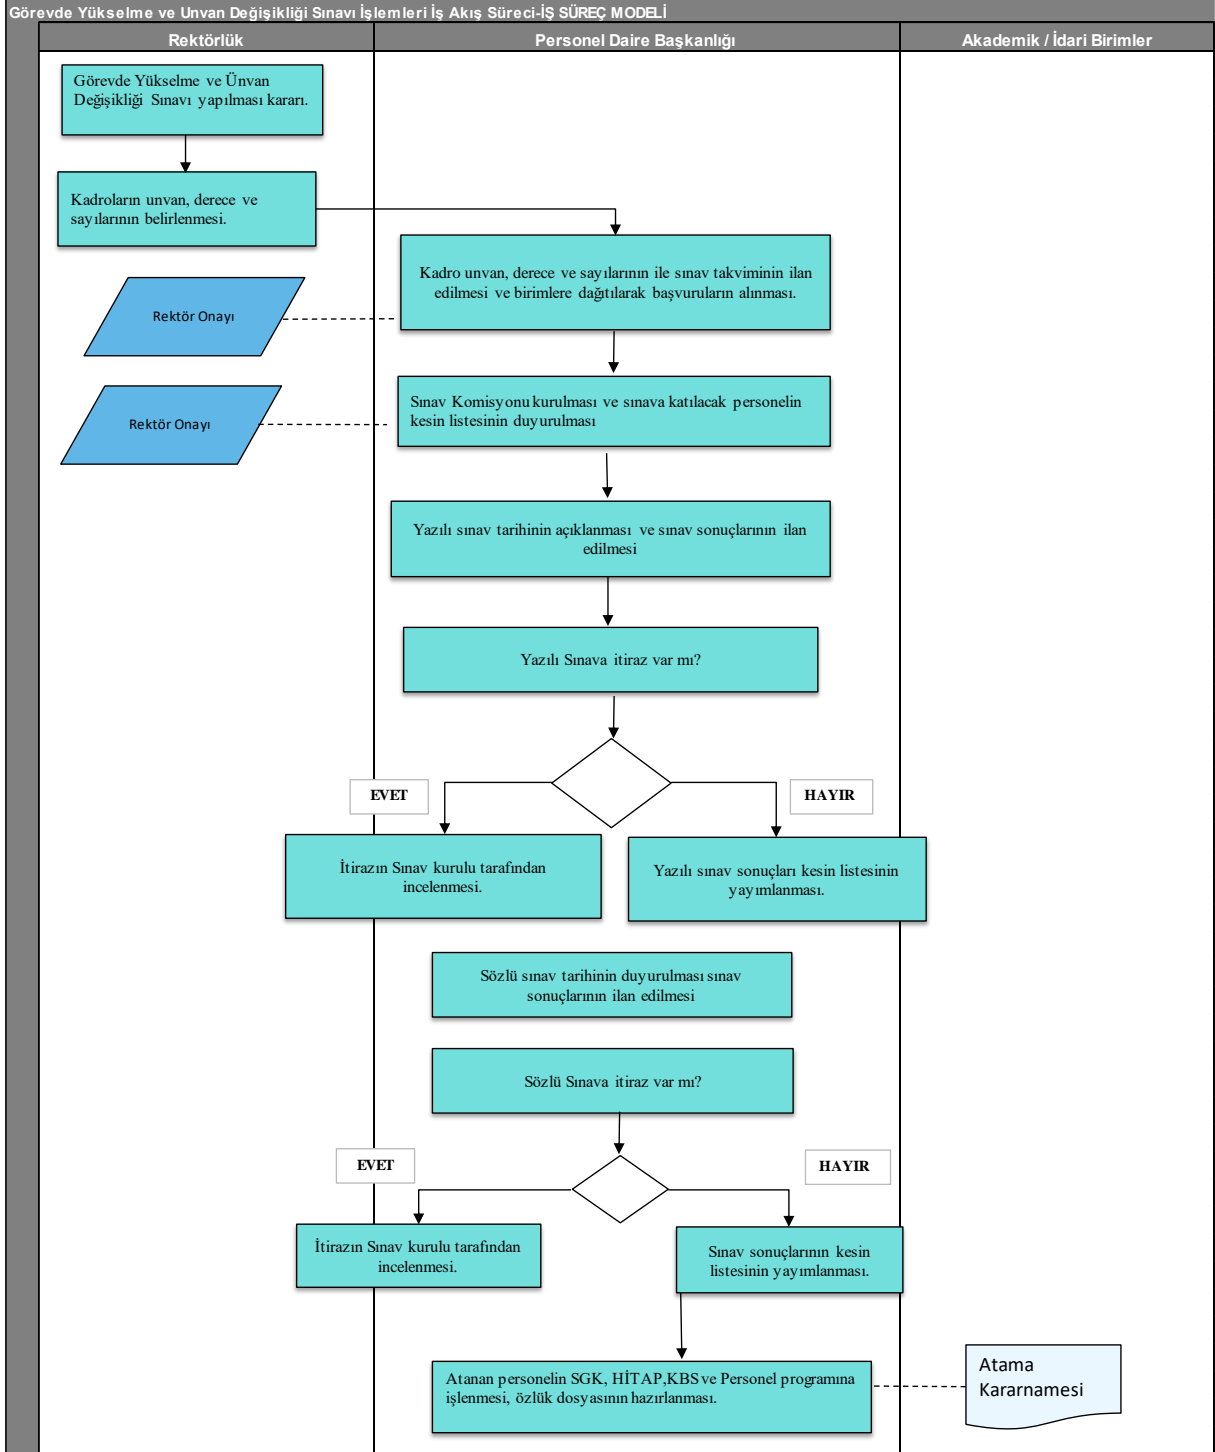 Görevde Yükselme ve Unvan Değişikliği Sınavı İşlemleri İş Akış Süreci-İŞ SÜREÇ MODELİ
Rektörlük
Personel Daire Başkanlığı
Akademik / İdari Birimler
Görevde Yükselme ve Ünvan
Değişikliği Sınavı yapılması kararı.
Kadroların unvan, derece ve
sayılarının belirlenmesi.
Kadro unvan, derece ve sayılarının ile sınav takviminin ilan
edilmesi ve birimlere dağıtılarak başvuruların alınması.
Rektör Onayı
Sınav Komisyonu kurulması ve sınava katılacak personelin
kesin listesinin duyurulması
Rektör Onayı
Yazılı sınav tarihinin açıklanması ve sınav sonuçlarının ilan
edilmesi
Yazılı Sınava itiraz var mı?
EVET
HAYIR
İtirazın Sınav kurulu tarafından
incelenmesi.
Yazılı sınav sonuçları kesin listesinin
yayımlanması.
Sözlü sınav tarihinin duyurulması sınav
sonuçlarının ilan edilmesi
Sözlü Sınava itiraz var mı?
EVET
HAYIR
İtirazın Sınav kurulu tarafından
incelenmesi.
Sınav sonuçlarının kesin
listesinin yayımlanması.
Atanan personelin SGK, HİTAP,KBS ve Personel programına
işlenmesi, özlük dosyasının hazırlanması.
Atama
Kararnamesi